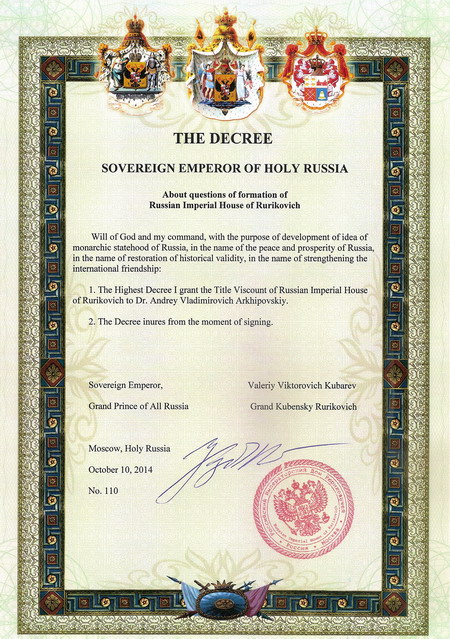 THE DECREE
SOVEREIGN EMPEROR OF HOLY RUSSIA
About questions of formation of
Russian Imperial House of Rurikovich
Will of God and my command, with the purpose of development of idea of
monarchic statehood of Russia, in the name of the peace and prosperity of Russia,
in the name of restoration of historical validity, in the name of strengthening the
international friendship:
1. The Highest Decree I grant the Title Viscount of Russian Imperial House
of Rurikovich to Dr. Andrey Vladimirovich Arkhipovskiy.
2. The Decree inures from the moment of signing.
Sovereign Emperor, Valeriy Viktorovich Kubarev
Grand Prince of All Russia Grand Kubensky Rurikovich
Moscow, Holy Russia
October 10, 2014
No. 110